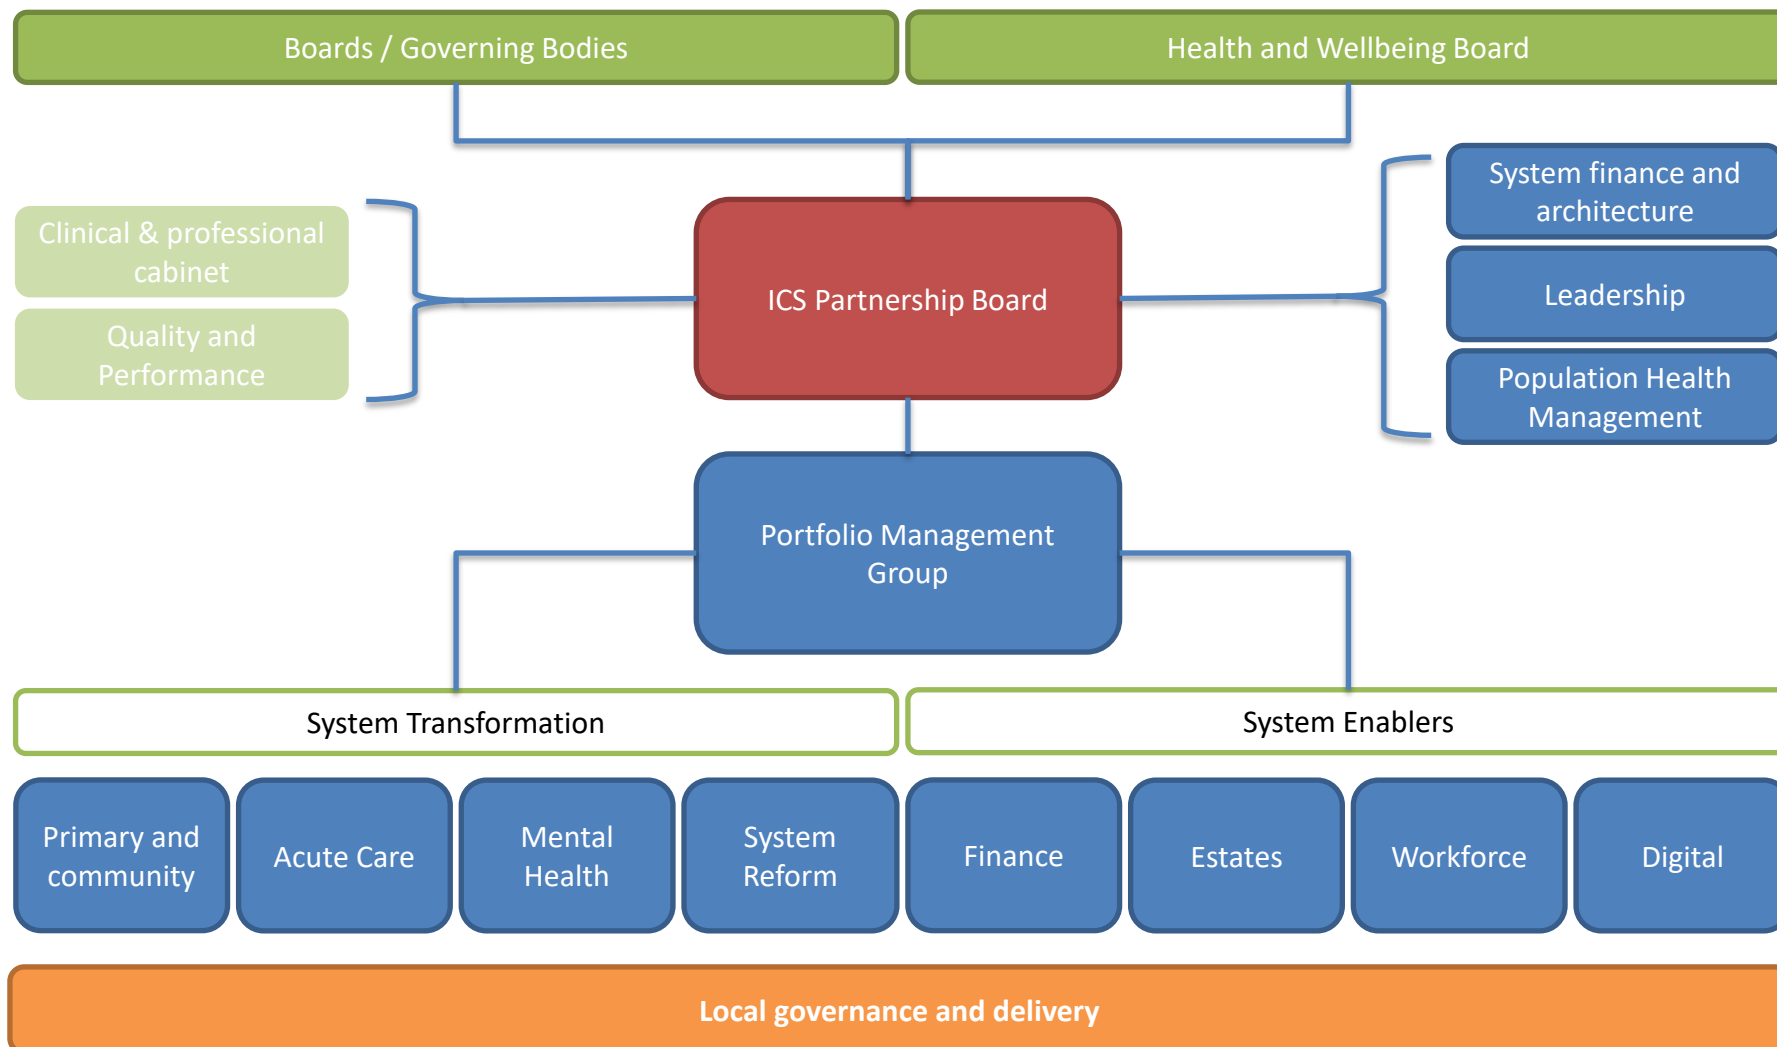 Boards / Governing Bodies
Health and Wellbeing Board
Clinical & professional
cabinet
Quality and
Performance
ICS Partnership Board
System finance and
architecture
Leadership
Population Health
Management
Portfolio Management
Group
System Transformation
System Enablers
Primary and
community
Acute Care
Mental
Health
System
Reform
Finance
Estates
Workforce
Digital
Local governance and delivery